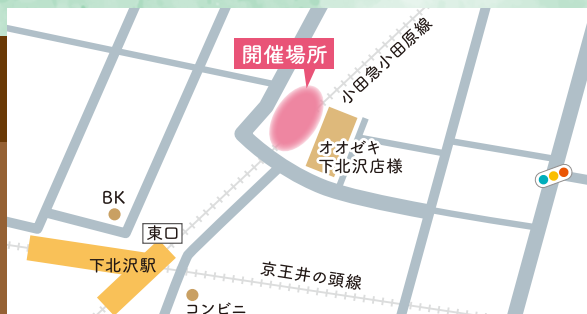 開催場所
小田急小田原線
オオゼキ
下北沢店様
BK
東口
下北沢駅
京王井の頭線
コンビニ